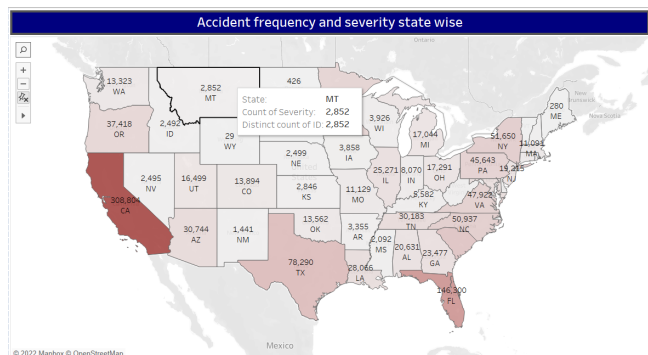 Accident frequency and severity state wise
Ontario
13,323
WA
2,852
MT
426
280
ME
New
Brunswick
Nova Scotia
37,418
OR
2,492
ID
State: MT
Count of Severity: 2,852
Distinct count of ID: 2,852
29
WY
3,926
WI
17,044
MI
51,650
NY
11,091
MA
2,499
NE
3,858
IA
45,643
PA
19,215
NJ
2,495
NV
16,499
UT
13,894
CO
2,846
KS
11,129
MO
25,271
IL
8,070
IN
17,291
OH
5,582
KY
47,922
VA
308,804
CA
30,744
AZ
1,441
NM
13,562
OK
3,355
AR
30,183
TN
50,937
NC
78,290
TX
28,066
LA
2,092
MS
20,631
AL
23,477
GA
146,300
FL
Mexico
© 2022 Mapbox © OpenStreetMap